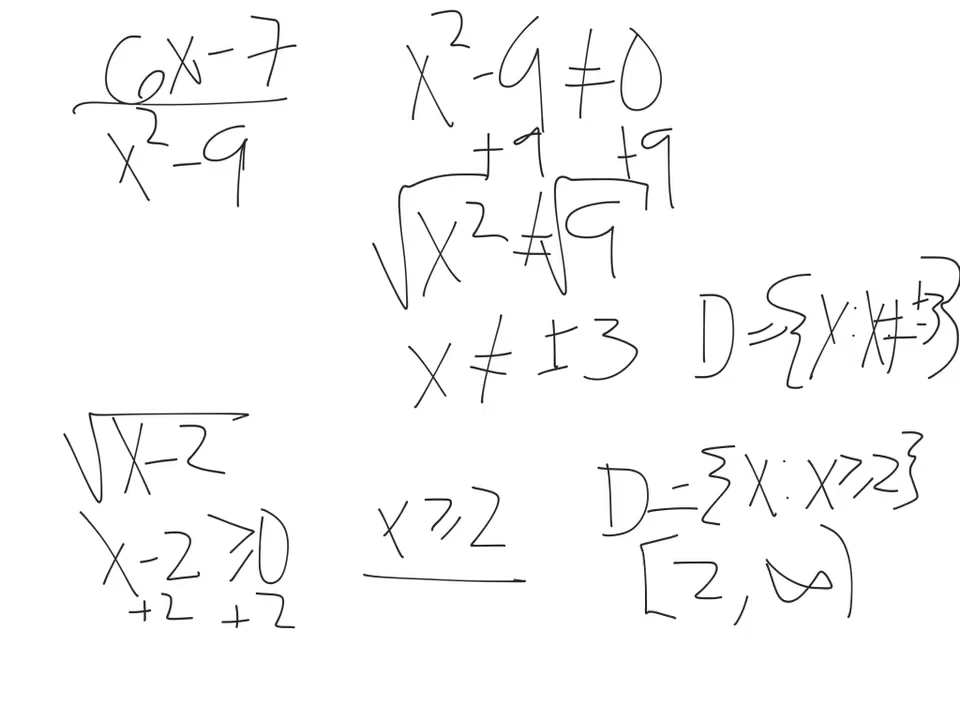 6x-7
x²-9
x²-9≠0
+9 +9
√x²≠√9
x≠±3
D={x:x≠±3}
√x-2
x-2≥0
+2 +2
x≥2
D={x:x≥2}
[2,∞)